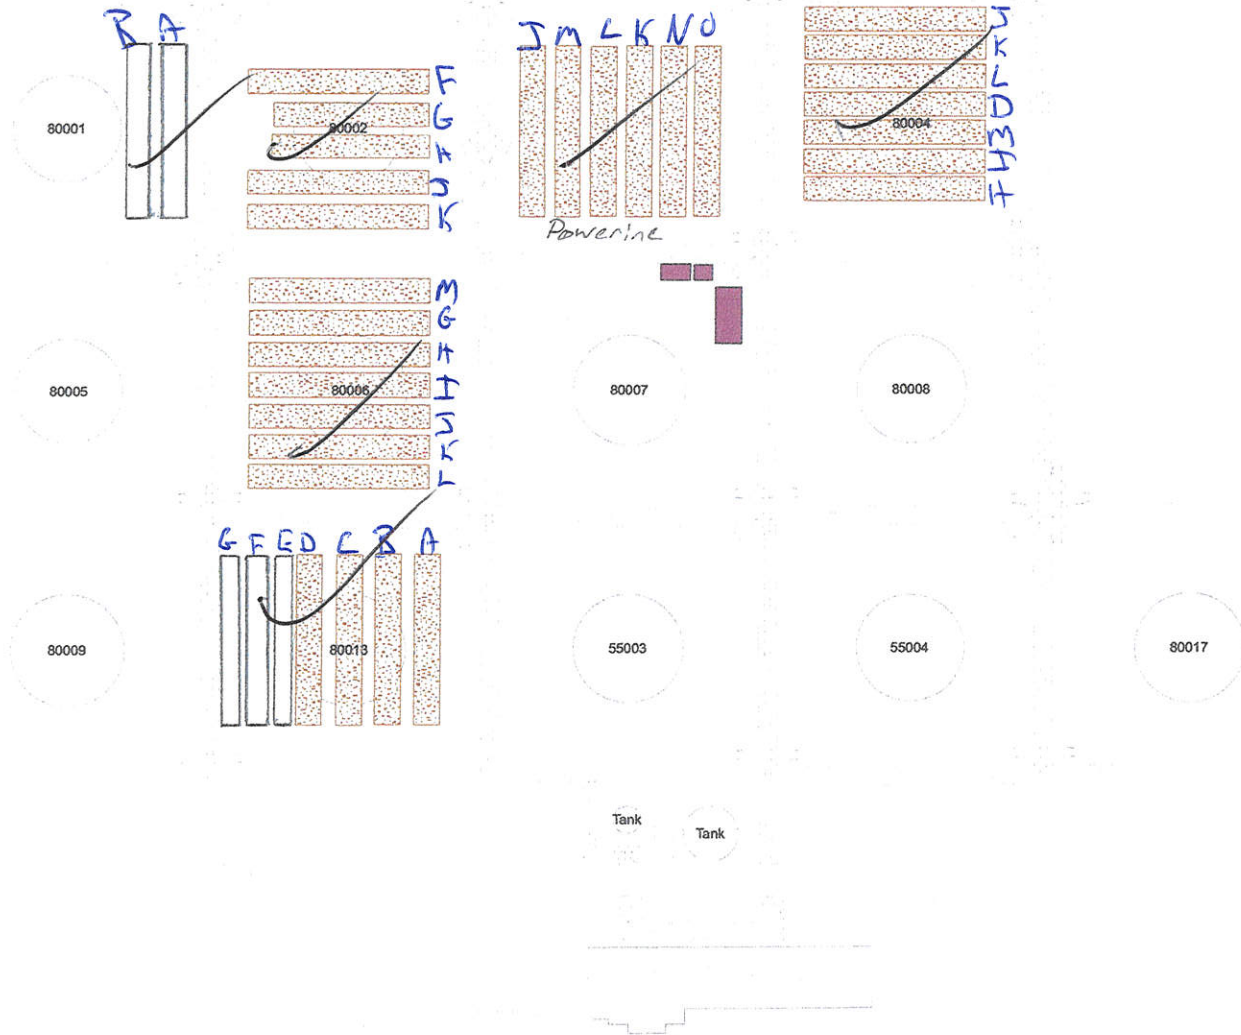 B A
80001
F
G
80002
H
J
K
J M L K N O
Powerine
J
K
L
D
80004
B
H
F
M
G
H
80006
I
J
K
L
80005
80007
80008
G F E D C B A
80009
80013
55003
55004
80017
Tank
Tank